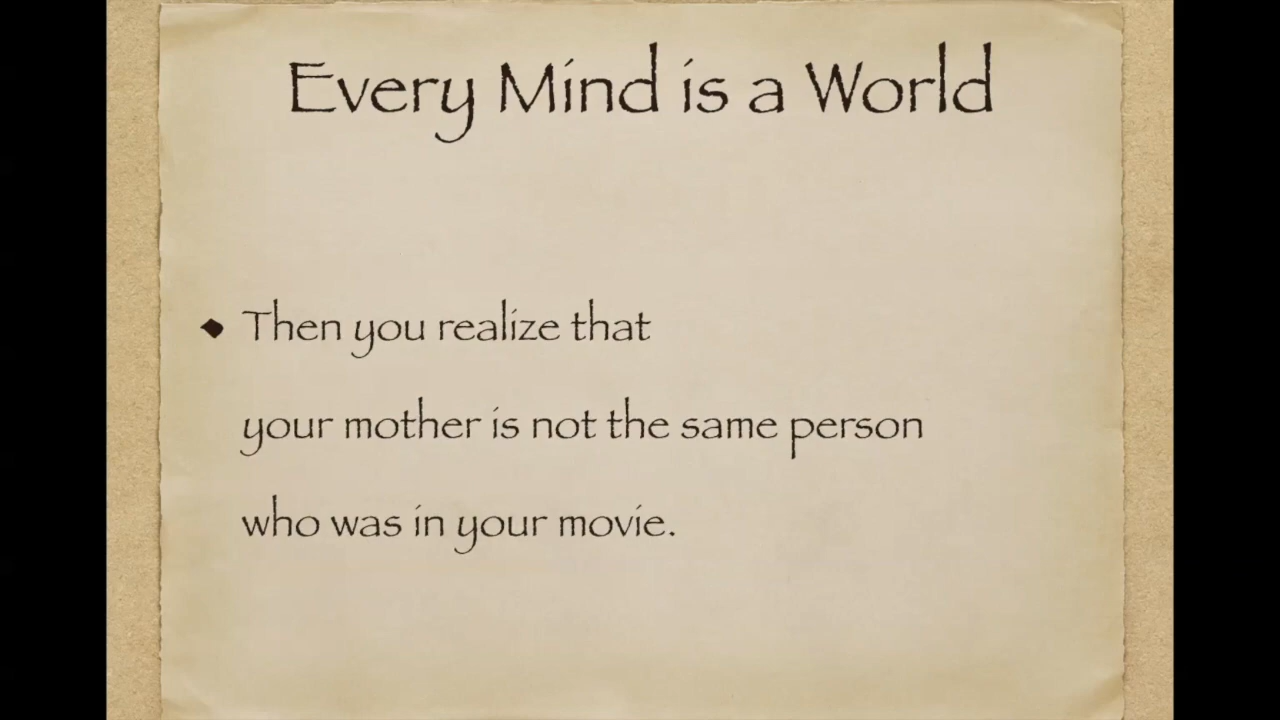 Every Mind is a World
Then you realize that
your mother is not the same person
who was in your movie.